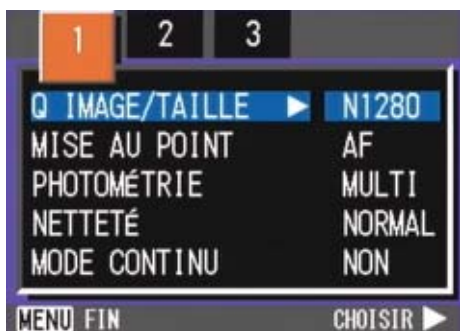 1 2 3
Q IMAGE/TAILLE ▶ N1280
MISE AU POINT AF
PHOTOMÉTRIE MULTI
NETTETÉ NORMAL
MODE CONTINU NON
MENU FIN CHOISIR ▶